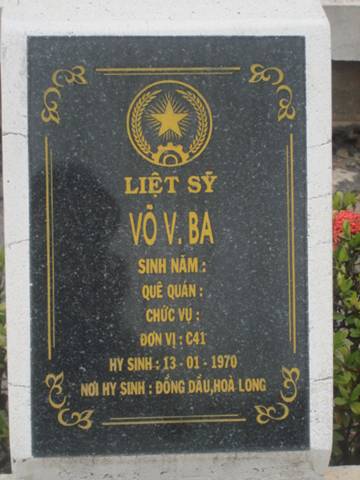 LIỆT SỸ
VÕ V. BA
SINH NĂM :
QUÊ QUÁN :
CHỨC VỤ :
ĐƠN VỊ : C41
HY SINH : 13 - 01 - 1970
NƠI HY SINH : ĐỒNG DẦU,HOÀ LONG